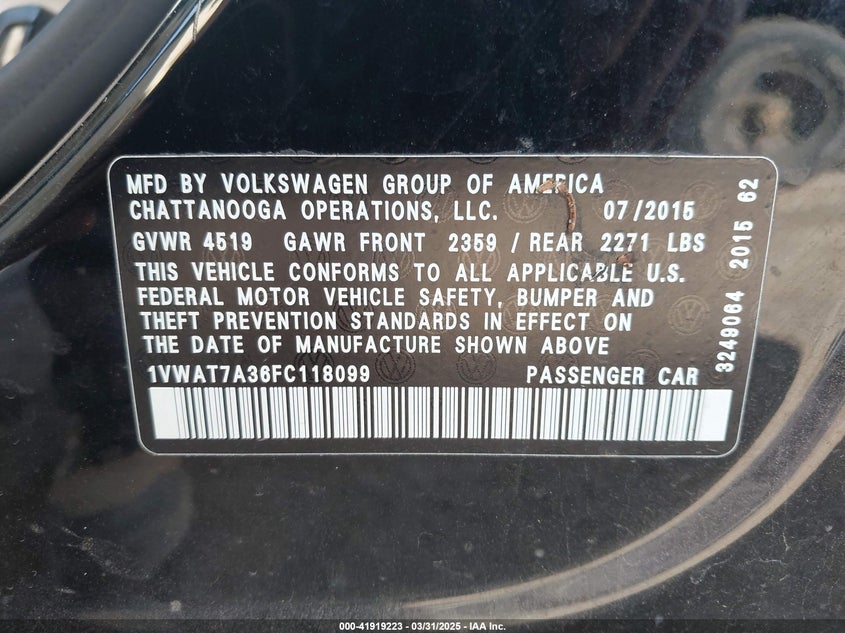 MFD BY VOLKSWAGEN GROUP OF AMERICA
CHATTANOOGA OPERATIONS, LLC. 07/2015
GVWR 4519 GAWR FRONT 2359 / REAR 2271 LBS
THIS VEHICLE CONFORMS TO ALL APPLICABLE U.S.
FEDERAL MOTOR VEHICLE SAFETY, BUMPER AND
THEFT PREVENTION STANDARDS IN EFFECT ON
THE DATE OF MANUFACTURE SHOWN ABOVE
1VWAT7A36FC118099 PASSENGER CAR
3249064 2015 62
000-41919223 - 03/31/2025 - IAA Inc.